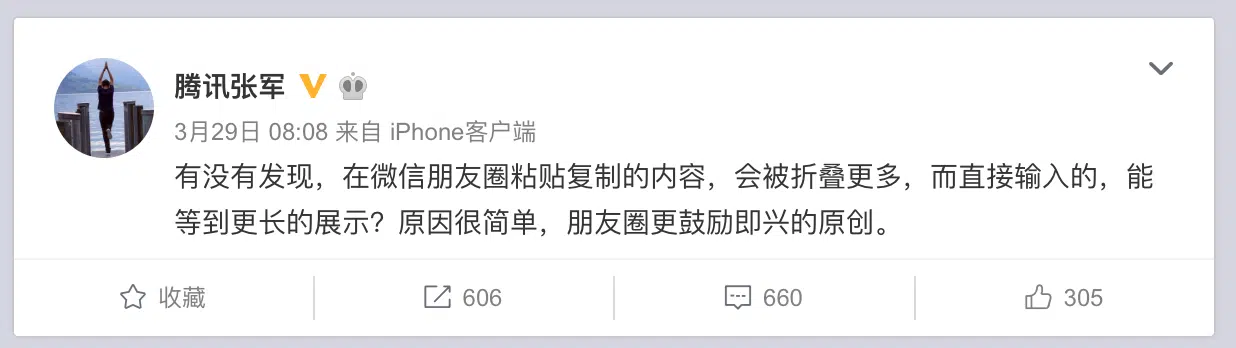 腾讯张军
3月29日 08:08 来自 iPhone客户端
有没有发现，在微信朋友圈粘贴复制的内容，会被折叠更多，而直接输入的，能
等到更长的展示？原因很简单，朋友圈更鼓励即兴的原创。
收藏 606 660 305